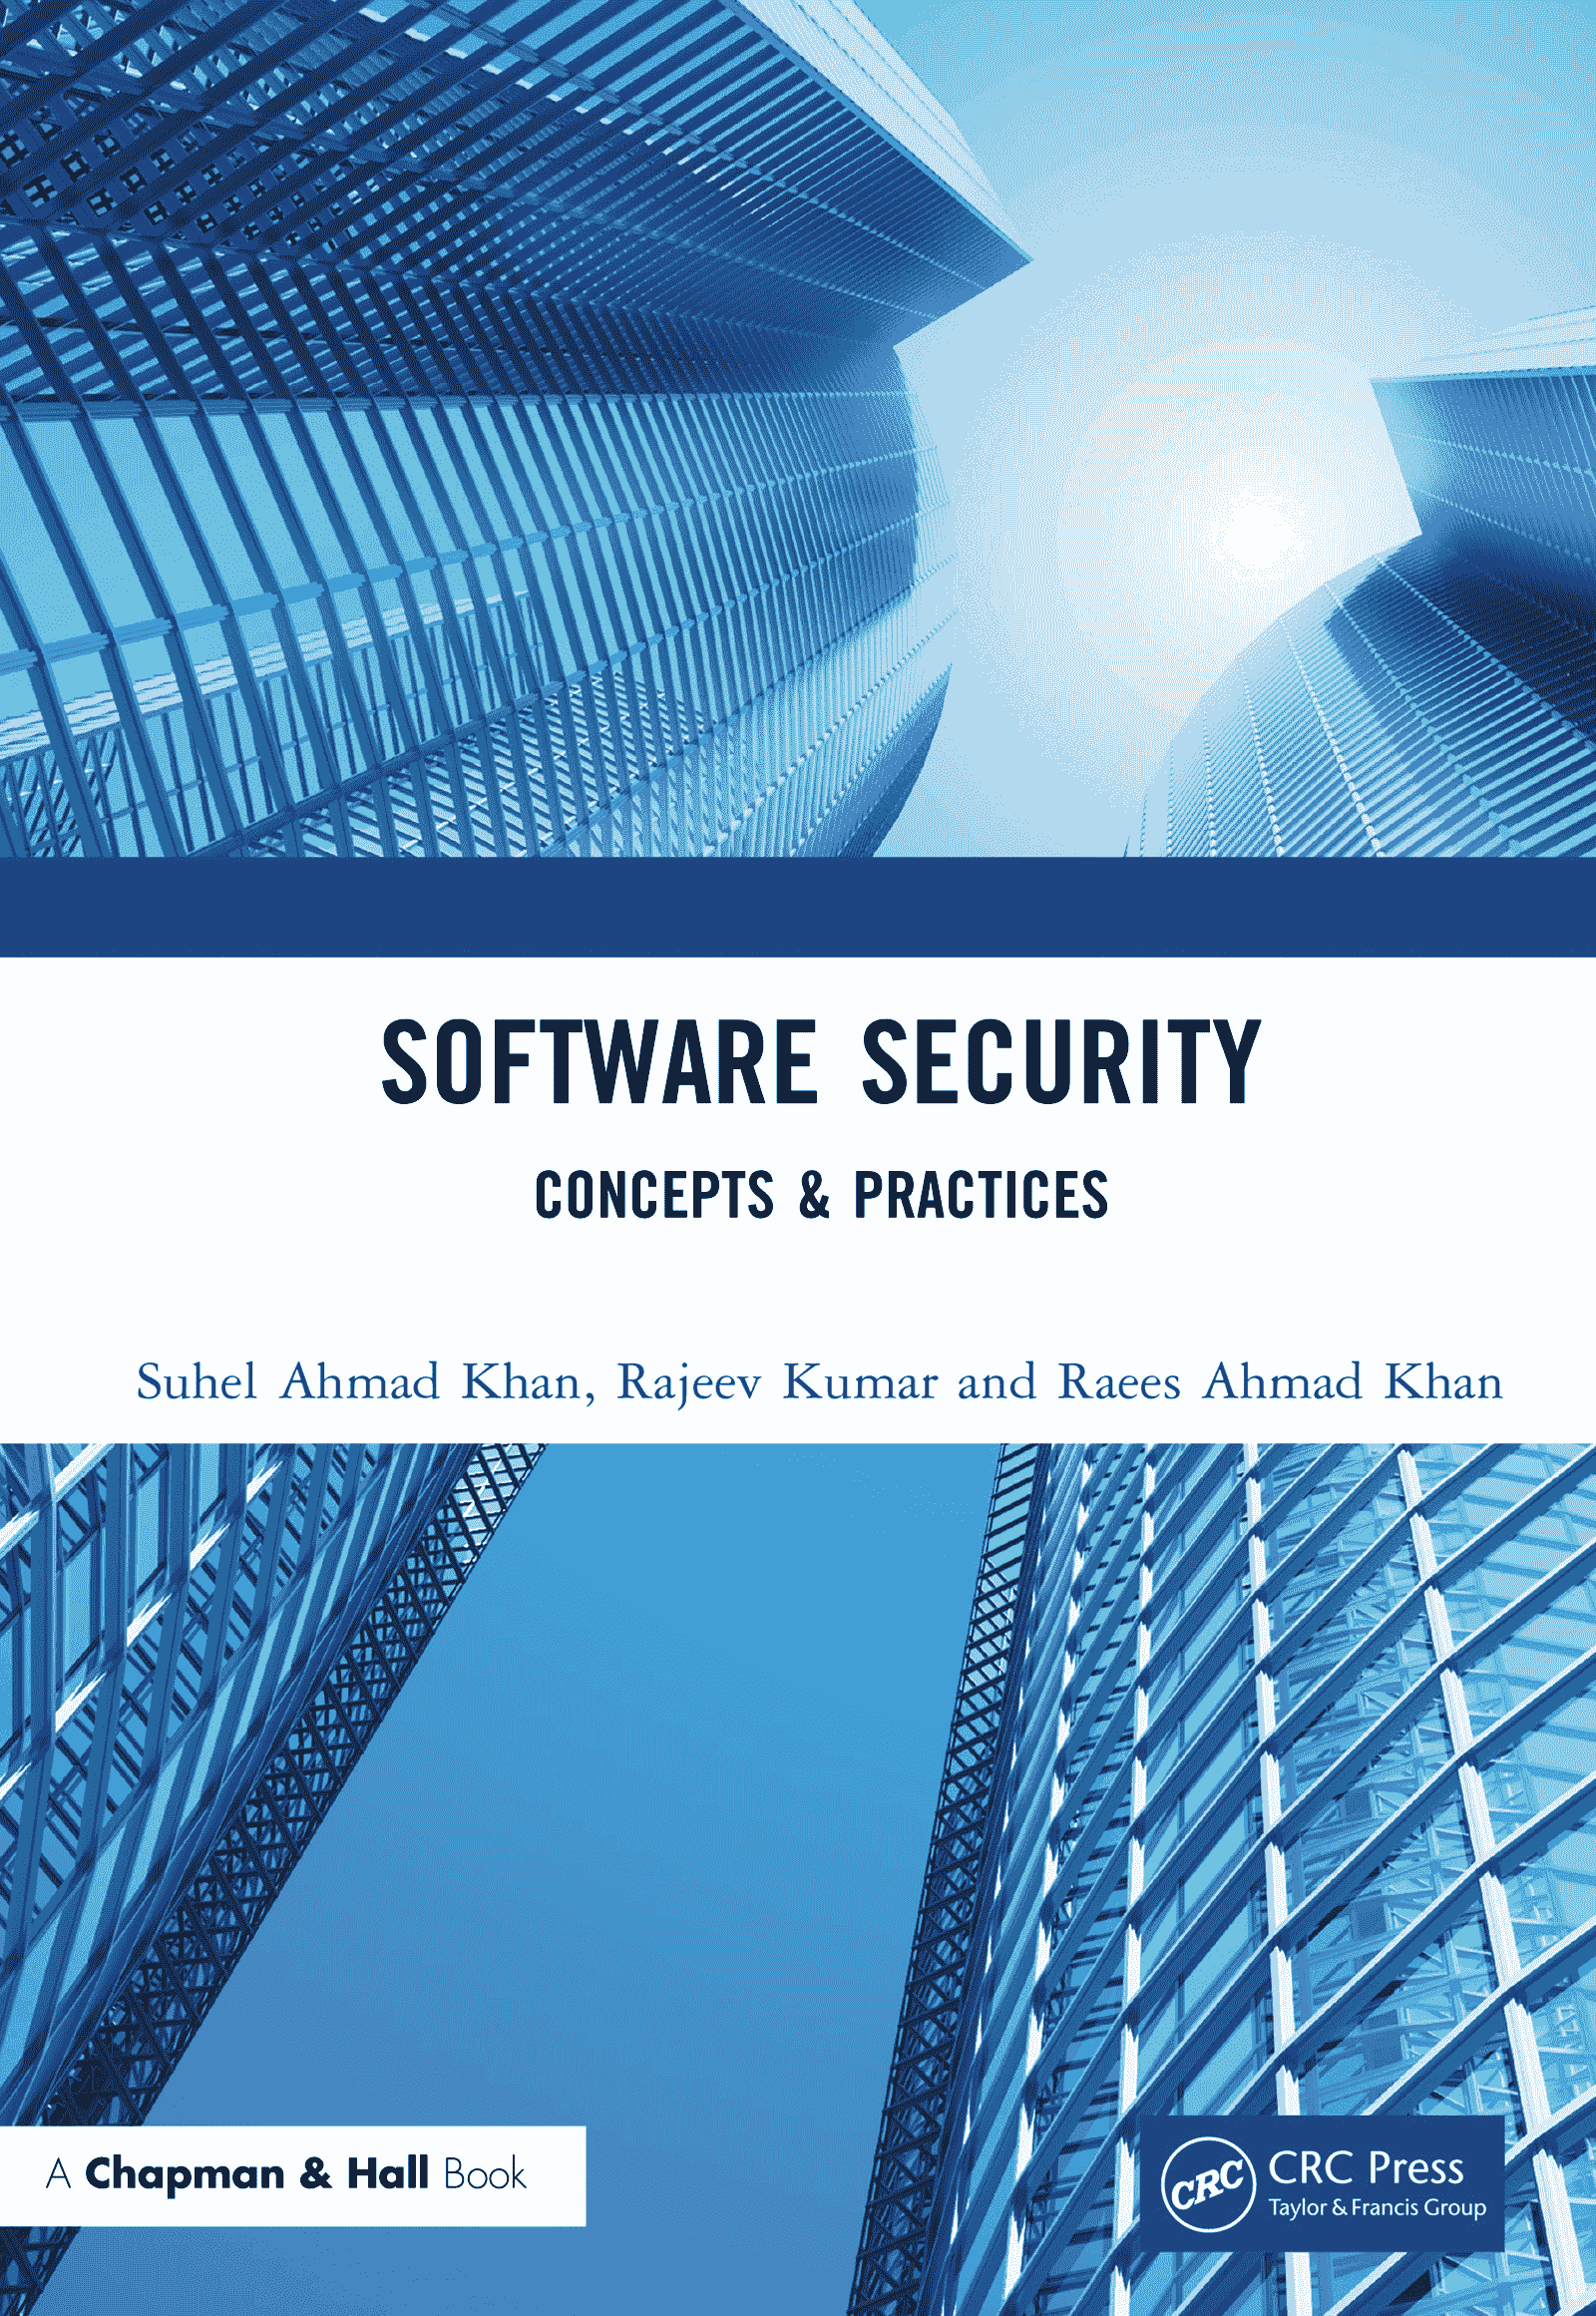 SOFTWARE SECURITY
CONCEPTS & PRACTICES
Suhel Ahmad Khan, Rajeev Kumar and Raees Ahmad Khan
A Chapman & Hall Book
CRC
CRC Press
Taylor & Francis Group